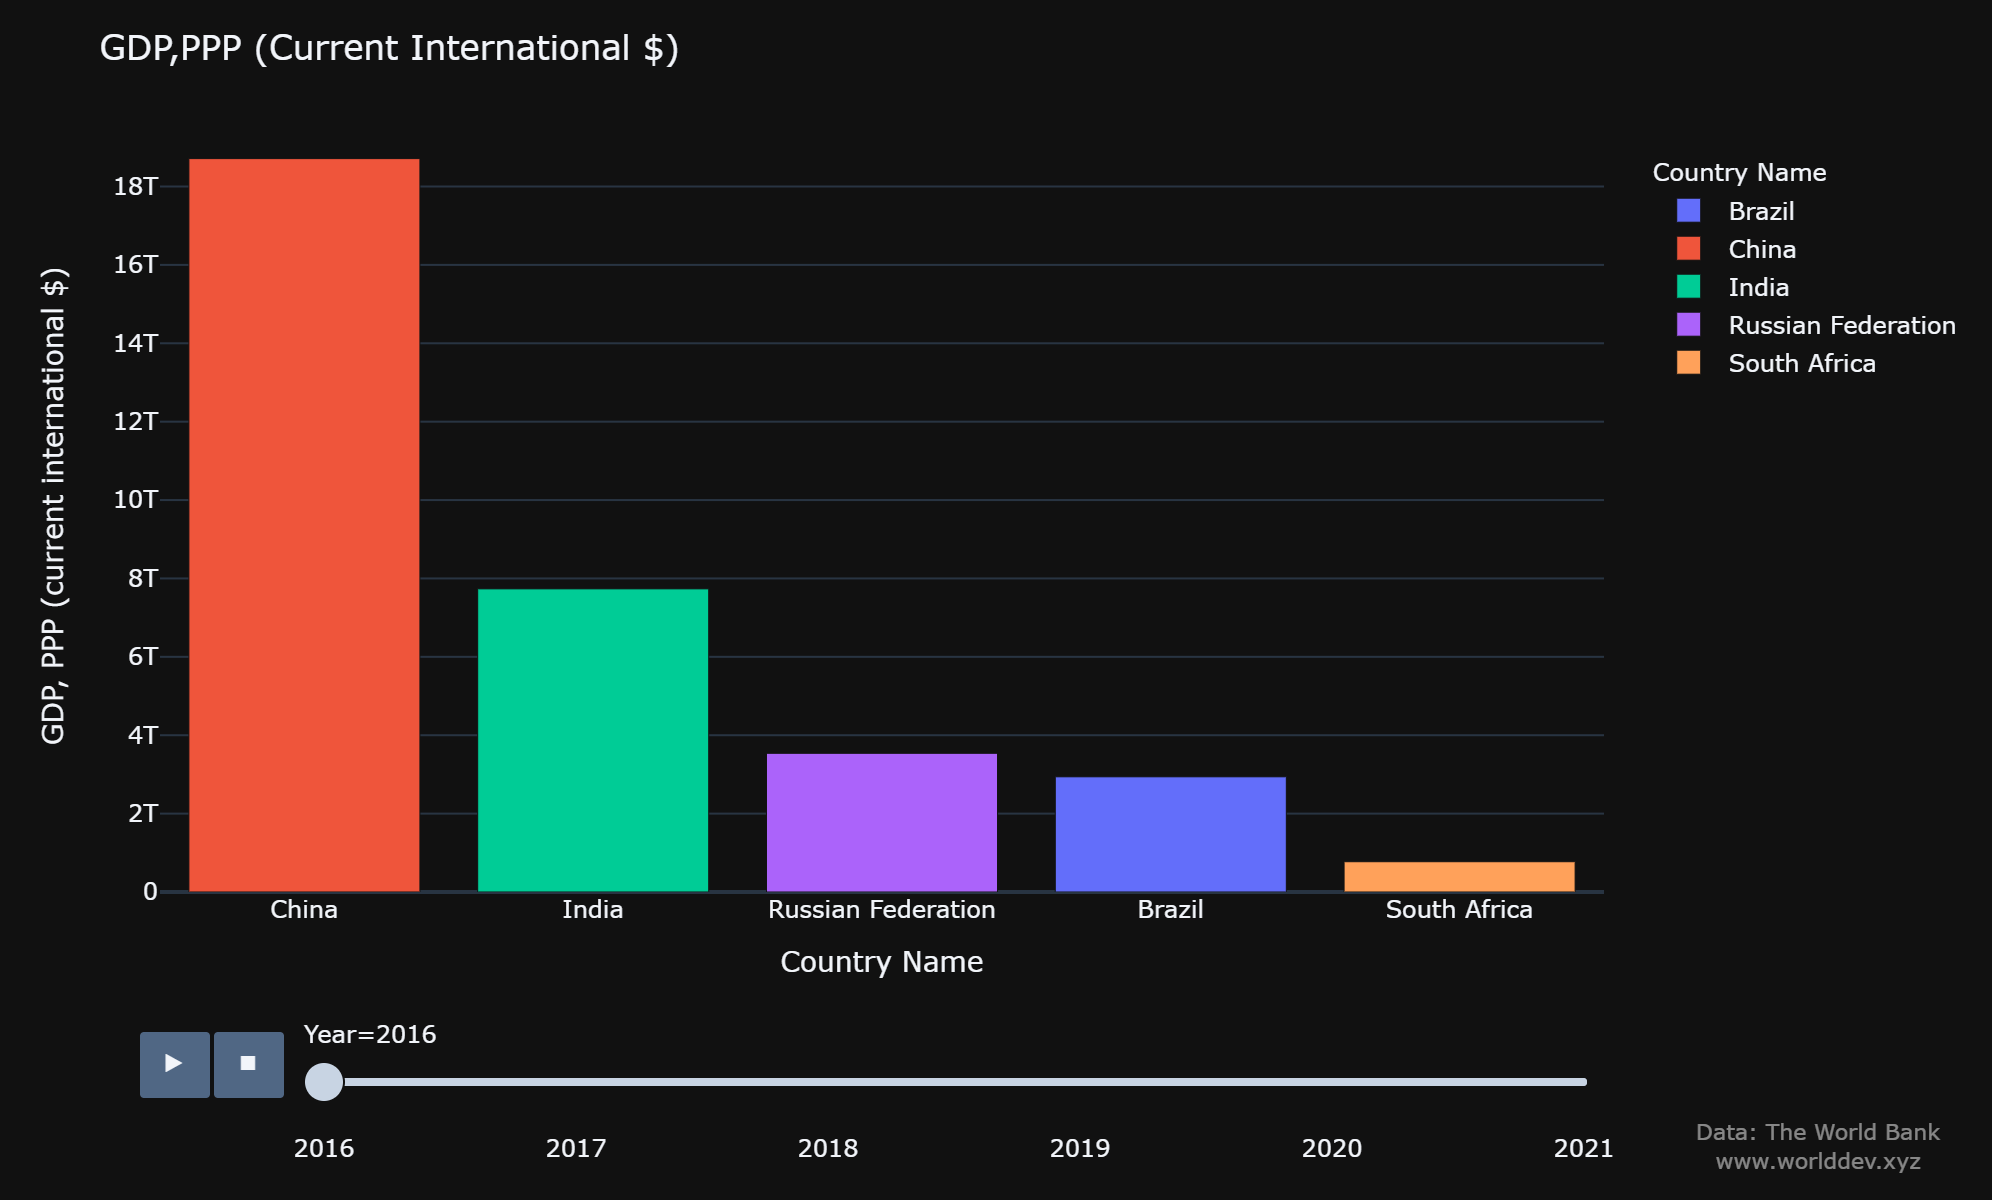 GDP,PPP (Current International $)
GDP, PPP (current international $)
18T
16T
14T
12T
10T
8T
6T
4T
2T
0
China
India
Russian Federation
Brazil
South Africa
Country Name
Country Name
Brazil
China
India
Russian Federation
South Africa
Year=2016
2016
2017
2018
2019
2020
2021
Data: The World Bank
www.worlddev.xyz